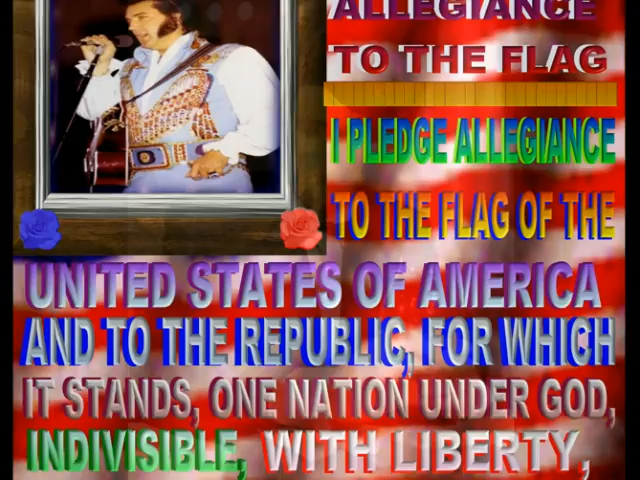 ALLEGIANCE
TO THE FLAG
I PLEDGE ALLEGIANCE
TO THE FLAG OF THE
UNITED STATES OF AMERICA
AND TO THE REPUBLIC, FOR WHICH
IT STANDS, ONE NATION UNDER GOD,
INDIVISIBLE, WITH LIBERTY,